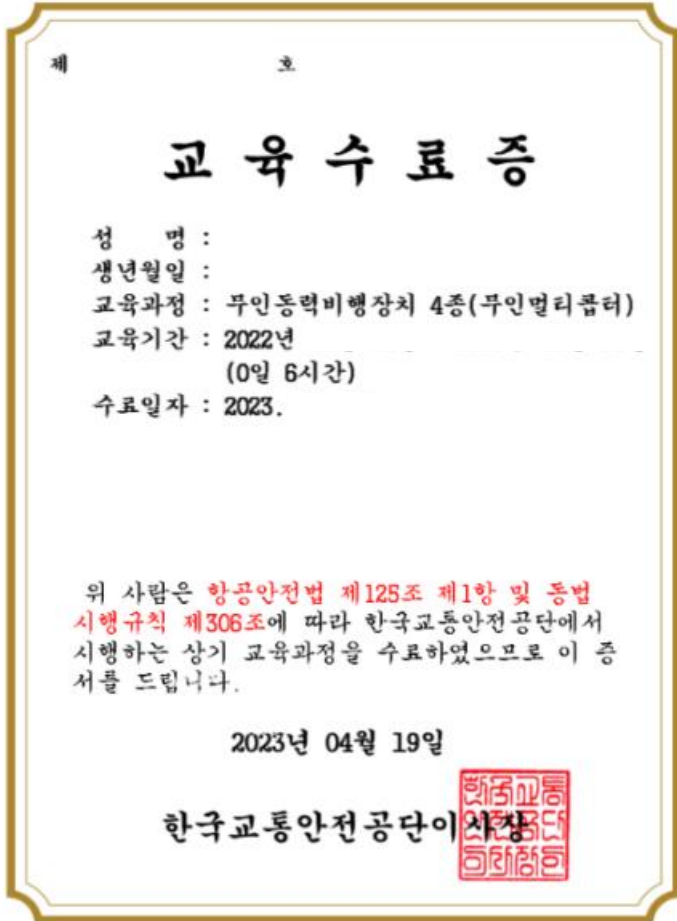 제 호
교육수료증
성 명 :
생년월일 :
교육과정 : 무인동력비행장치 4종(무인멀티콥터)
교육기간 : 2022년
(0일 6시간)
수료일자 : 2023.
위 사람은 항공안전법 제125조 제1항 및 동법
시행규칙 제306조에 따라 한국교통안전공단에서
시행하는 상기 교육과정을 수료하였으므로 이 증
서를 드립니다.
2023년 04월 19일
한국교통안전공단이사장